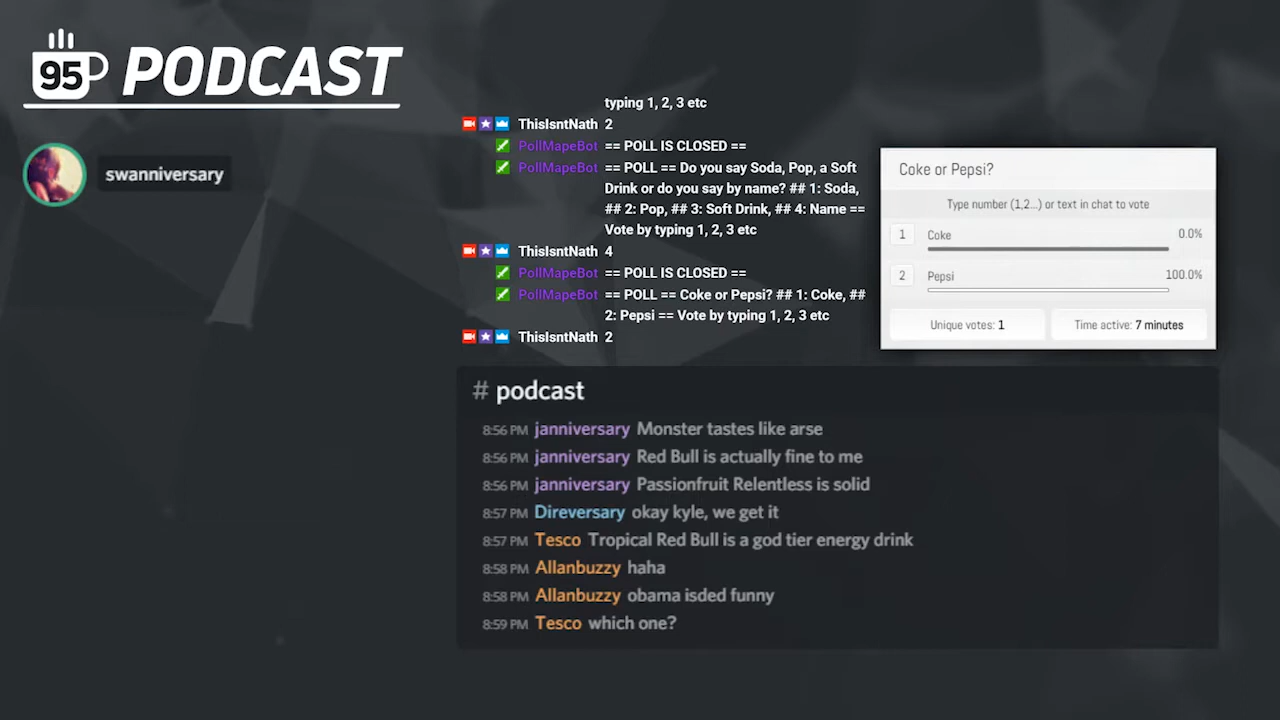 95 PODCAST
swanniversary
typing 1, 2, 3 etc
ThisIsntNath 2
PollMapeBot == POLL IS CLOSED ==
PollMapeBot == POLL == Do you say Soda, Pop, a Soft
Drink or do you say by name? ## 1: Soda,
## 2: Pop, ## 3: Soft Drink, ## 4: Name ==
Vote by typing 1, 2, 3 etc
ThisIsntNath 4
PollMapeBot == POLL IS CLOSED ==
PollMapeBot == POLL == Coke or Pepsi? ## 1: Coke, ##
2: Pepsi == Vote by typing 1, 2, 3 etc
ThisIsntNath 2
Coke or Pepsi?
Type number (1,2...) or text in chat to vote
1 Coke 0.0%
2 Pepsi 100.0%
Unique votes: 1 Time active: 7 minutes
# podcast
8:56 PM janniversary Monster tastes like arse
8:56 PM janniversary Red Bull is actually fine to me
8:56 PM janniversary Passionfruit Relentless is solid
8:57 PM Direversary okay kyle, we get it
8:57 PM Tesco Tropical Red Bull is a god tier energy drink
8:58 PM Allanbuzzy haha
8:58 PM Allanbuzzy obama isded funny
8:59 PM Tesco which one?